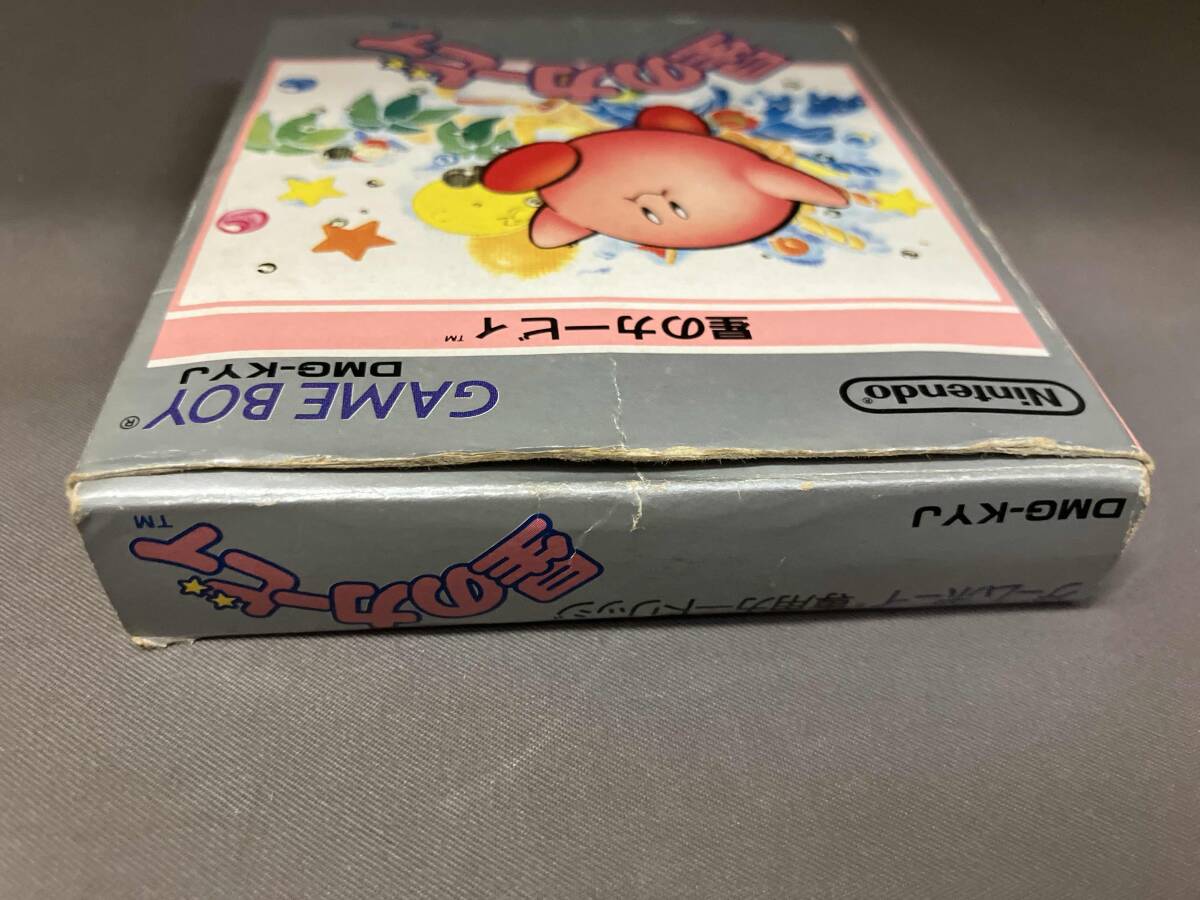 DMG-KYJ
ゲームボーイ専用カートリッジ
星のカービィ™
Nintendo®
GAME BOY®
DMG-KYJ
星のカービィ™
星のカービィ™